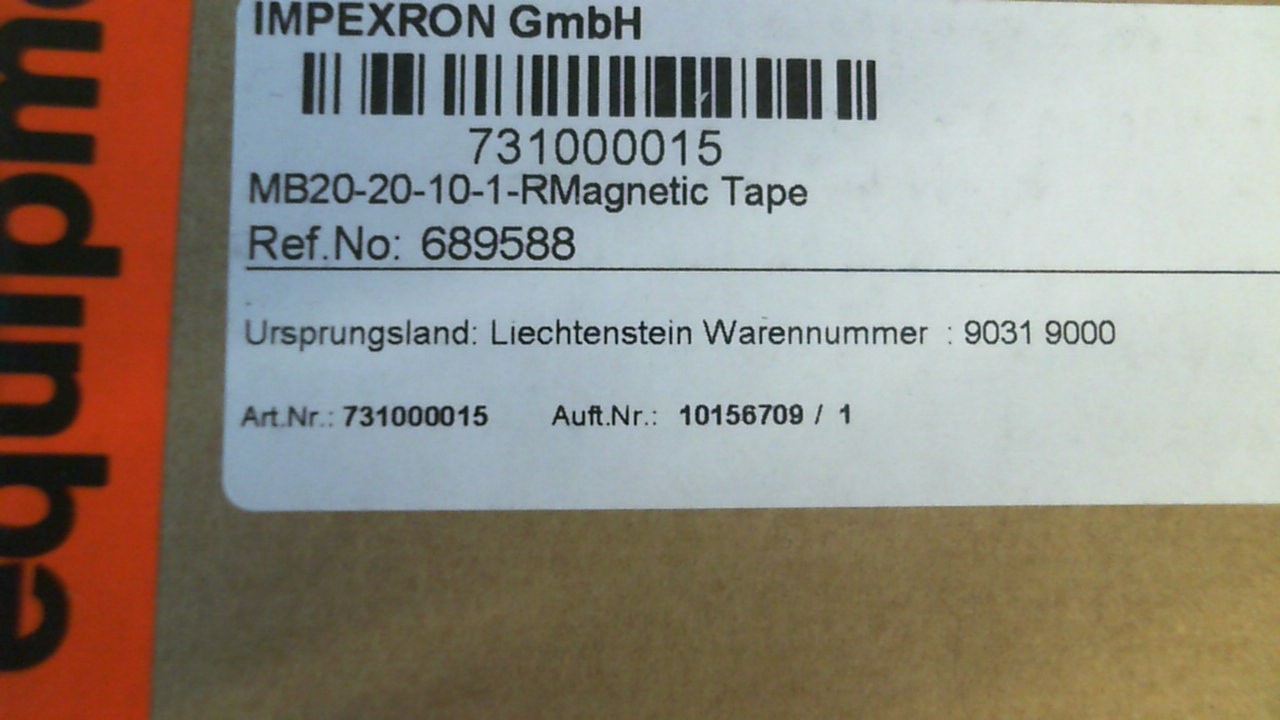 IMPEXRON GmbH
731000015
MB20-20-10-1-RMagnetic Tape
Ref.No: 689588
Ursprungsland: Liechtenstein Warennummer : 9031 9000
Art.Nr.: 731000015 Auft.Nr.: 10156709 / 1
equipm